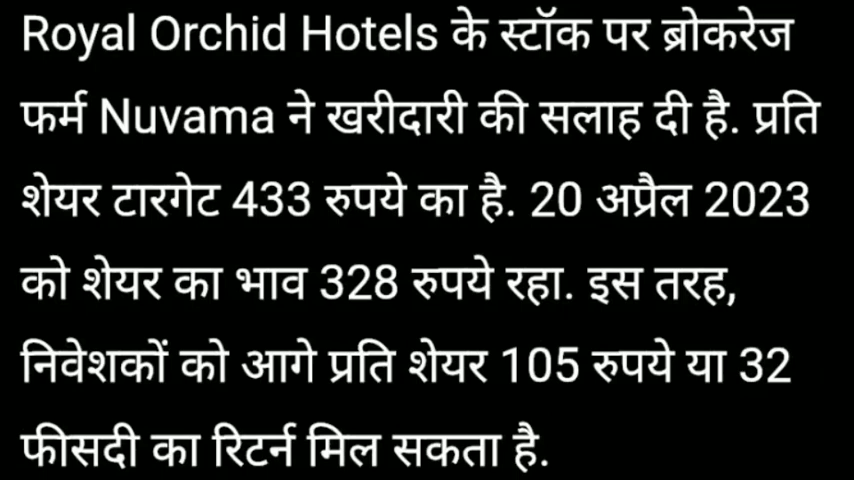 Royal Orchid Hotels के स्टॉक पर ब्रोकरेज
फर्म Nuvama ने खरीदारी की सलाह दी है. प्रति
शेयर टारगेट 433 रुपये का है. 20 अप्रैल 2023
को शेयर का भाव 328 रुपये रहा. इस तरह,
निवेशकों को आगे प्रति शेयर 105 रुपये या 32
फीसदी का रिटर्न मिल सकता है.